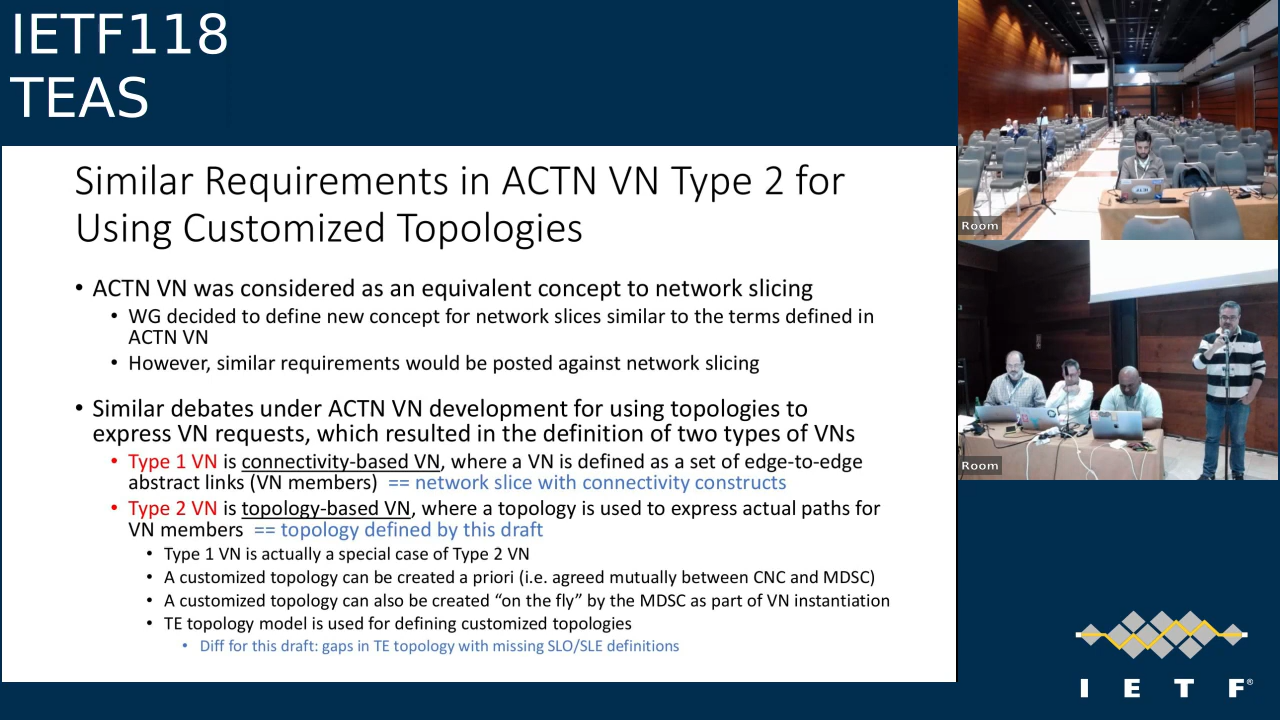 IETF118
TEAS
Similar Requirements in ACTN VN Type 2 for
Using Customized Topologies
• ACTN VN was considered as an equivalent concept to network slicing
• WG decided to define new concept for network slices similar to the terms defined in
ACTN VN
• However, similar requirements would be posted against network slicing
• Similar debates under ACTN VN development for using topologies to
express VN requests, which resulted in the definition of two types of VNs
• Type 1 VN is connectivity-based VN, where a VN is defined as a set of edge-to-edge
abstract links (VN members) == network slice with connectivity constructs
• Type 2 VN is topology-based VN, where a topology is used to express actual paths for
VN members == topology defined by this draft
• Type 1 VN is actually a special case of Type 2 VN
• A customized topology can be created a priori (i.e. agreed mutually between CNC and MDSC)
• A customized topology can also be created “on the fly” by the MDSC as part of VN instantiation
• TE topology model is used for defining customized topologies
• Diff for this draft: gaps in TE topology with missing SLO/SLE definitions
Room
Room
I E T F®